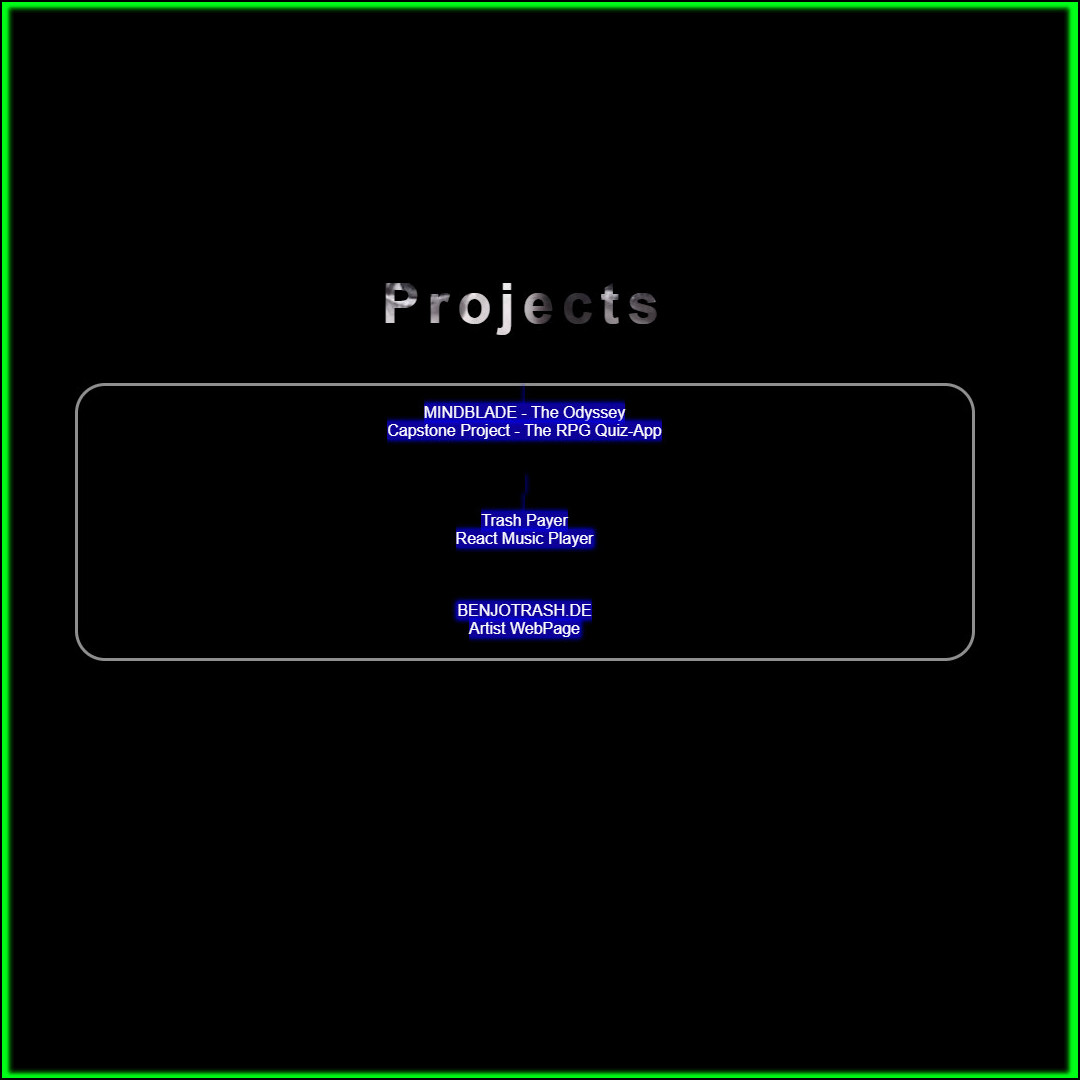 Projects
MINDBLADE - The Odyssey
Capstone Project - The RPG Quiz-App
Trash Payer
React Music Player
BENJOTRASH.DE
Artist WebPage